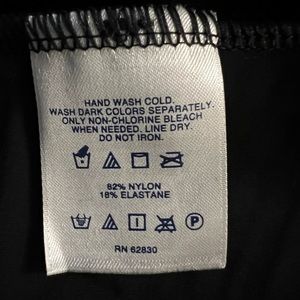 HAND WASH COLD.
WASH DARK COLORS SEPARATELY.
ONLY NON-CHLORINE BLEACH
WHEN NEEDED. LINE DRY.
DO NOT IRON.
82% NYLON
18% ELASTANE
P
RN 62830